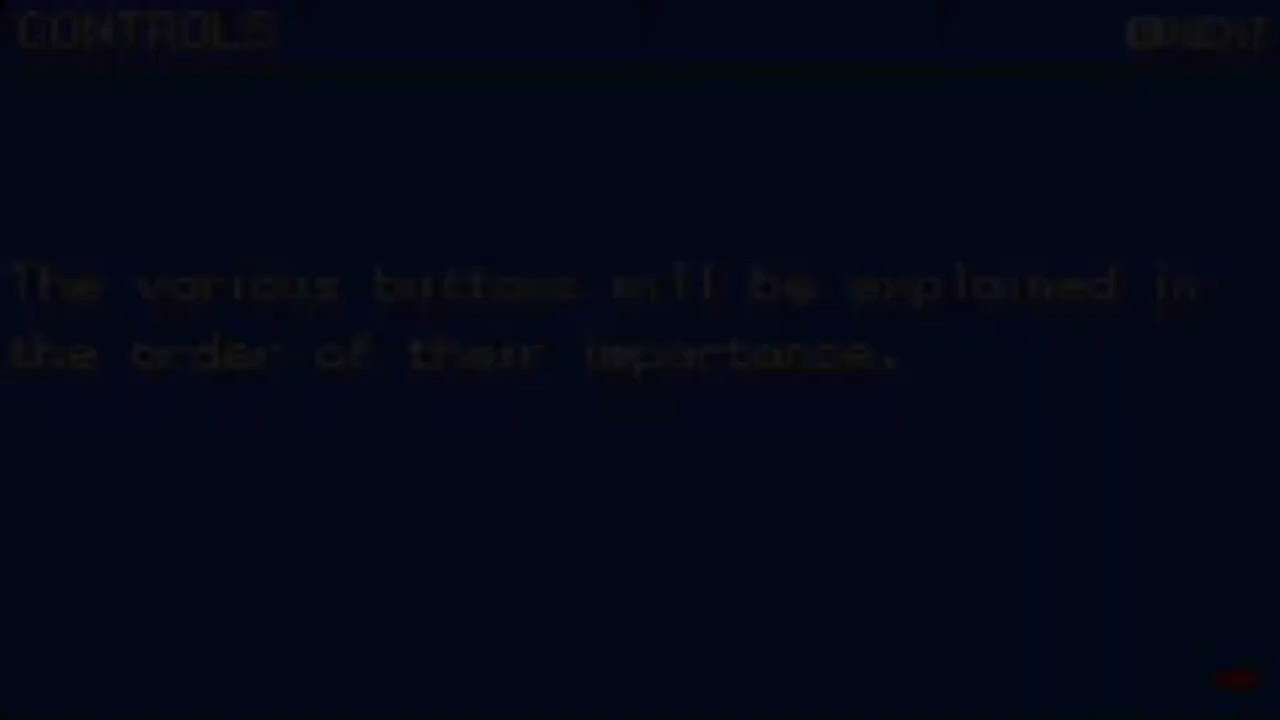 CONTROLS
The various buttons will be explained in
the order of their importance.